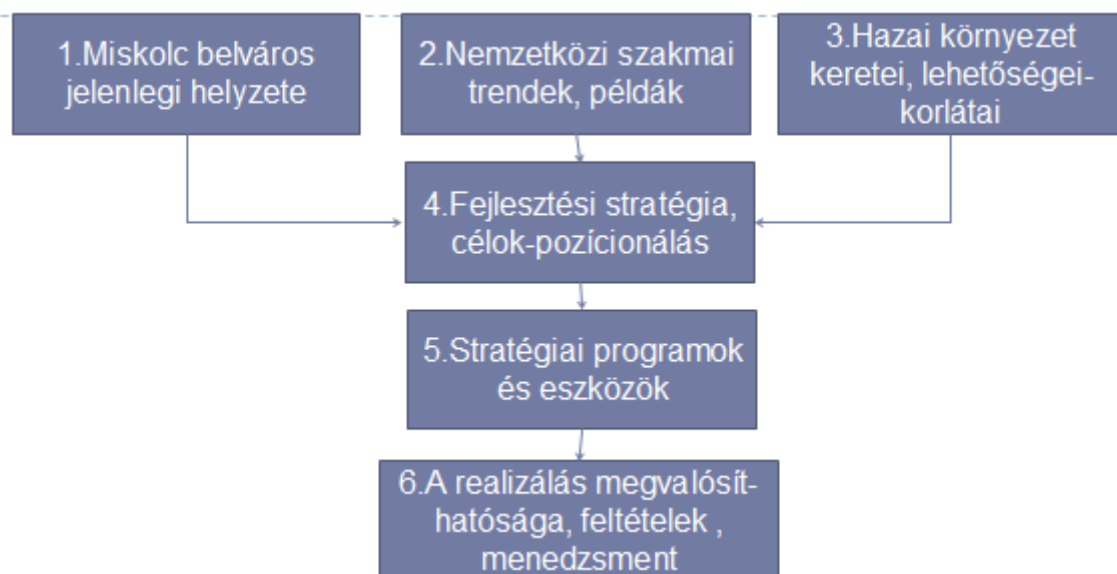 1.Miskolc belváros
jelenlegi helyzete
2.Nemzetközi szakmai
trendek, példák
3.Hazai környezet
keretei, lehetőségei-
korlátai
4.Fejlesztési stratégia,
célok-pozícionálás
5.Stratégiai programok
és eszközök
6.A realizálás megvalósít-
hatósága, feltételek ,
menedzsment